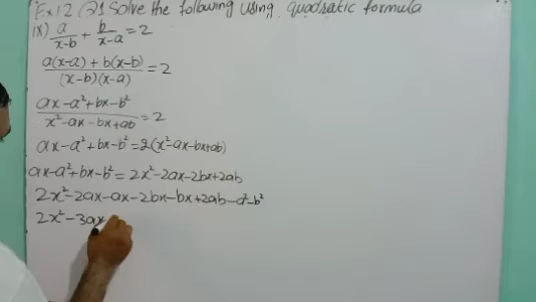 Ex 1.2 Q1 Solve the following using quadratic formula
ix) a/(x-b) + b/(x-a) = 2
(a(x-a) + b(x-b))/((x-b)(x-a)) = 2
(ax - a² + bx - b²)/(x² - ax - bx + ab) = 2
ax - a² + bx - b² = 2(x² - ax - bx + ab)
ax - a² + bx - b² = 2x² - 2ax - 2bx + 2ab
2x² - 2ax - ax - 2bx - bx + 2ab - a² - b²
2x² - 3ax